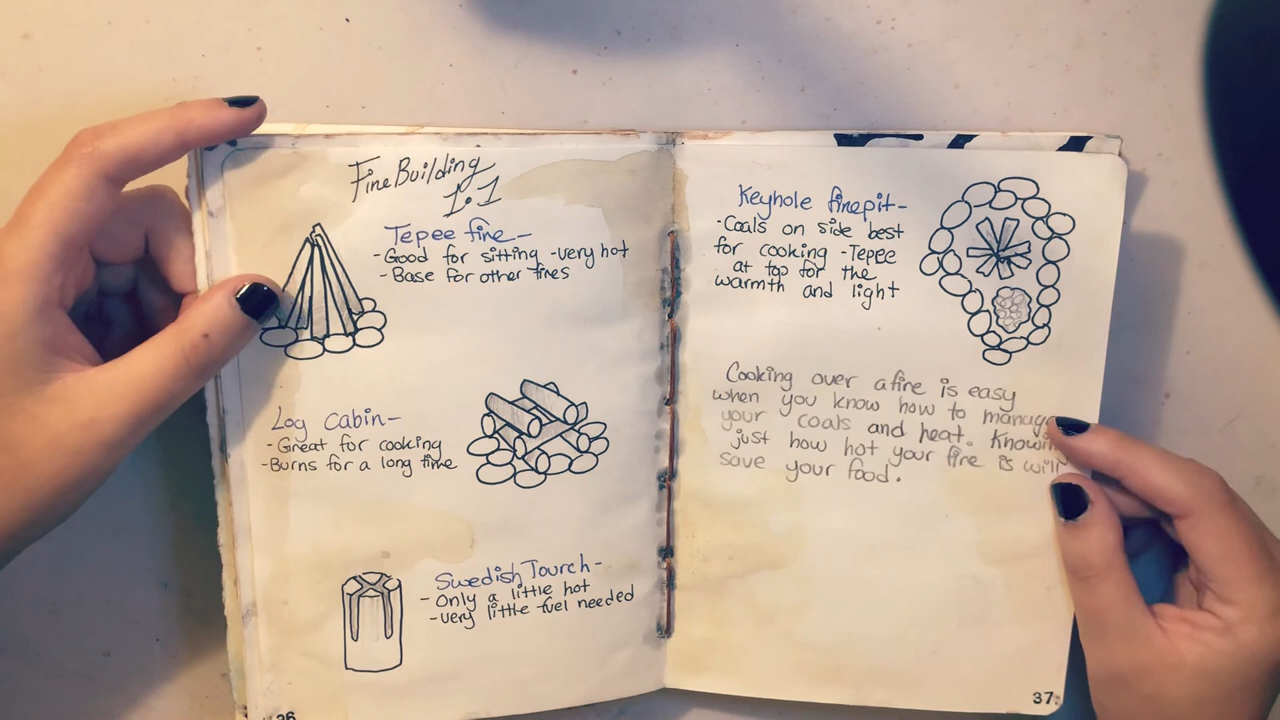 Fire Building
1.1
Tepee fire-
-Good for sitting -very hot
-Base for other fires
Log Cabin-
-Great for cooking
-Burns for a long time
Swedish Tourch-
- Only a little hot
-very little fuel needed
Keyhole firepit-
-Coals on side best
for cooking -Tepee
at top for the
warmth and light
Cooking over a fire is easy
when you know how to manage
your coals and heat. Knowin
just how hot your fire is will
save your food.
37